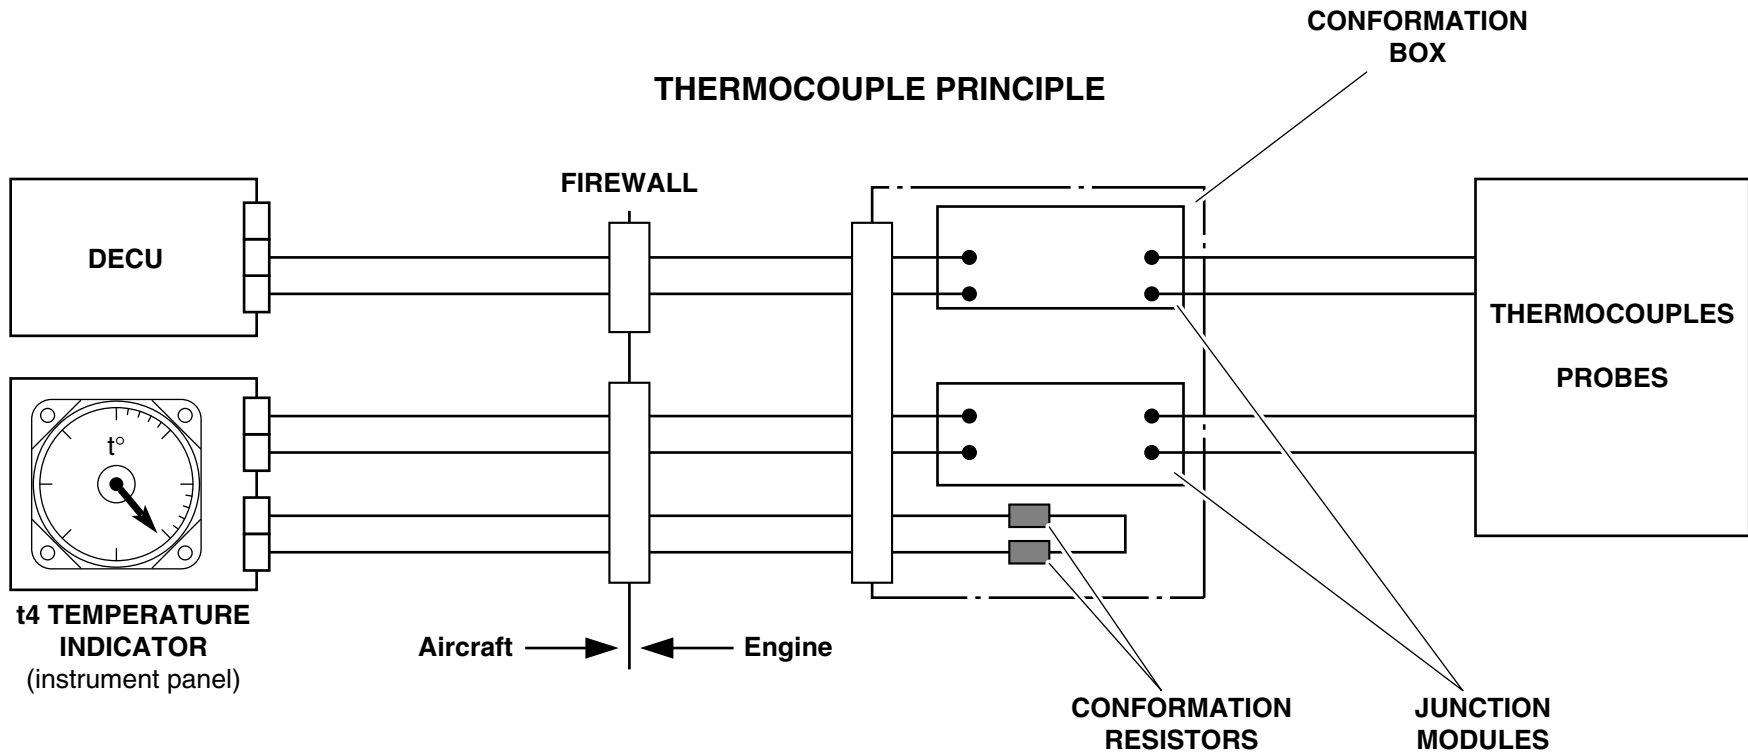 CONFORMATION
BOX
THERMOCOUPLE PRINCIPLE
FIREWALL
DECU
THERMOCOUPLES
PROBES
t°
t4 TEMPERATURE
INDICATOR
(instrument panel)
Aircraft
Engine
CONFORMATION
RESISTORS
JUNCTION
MODULES